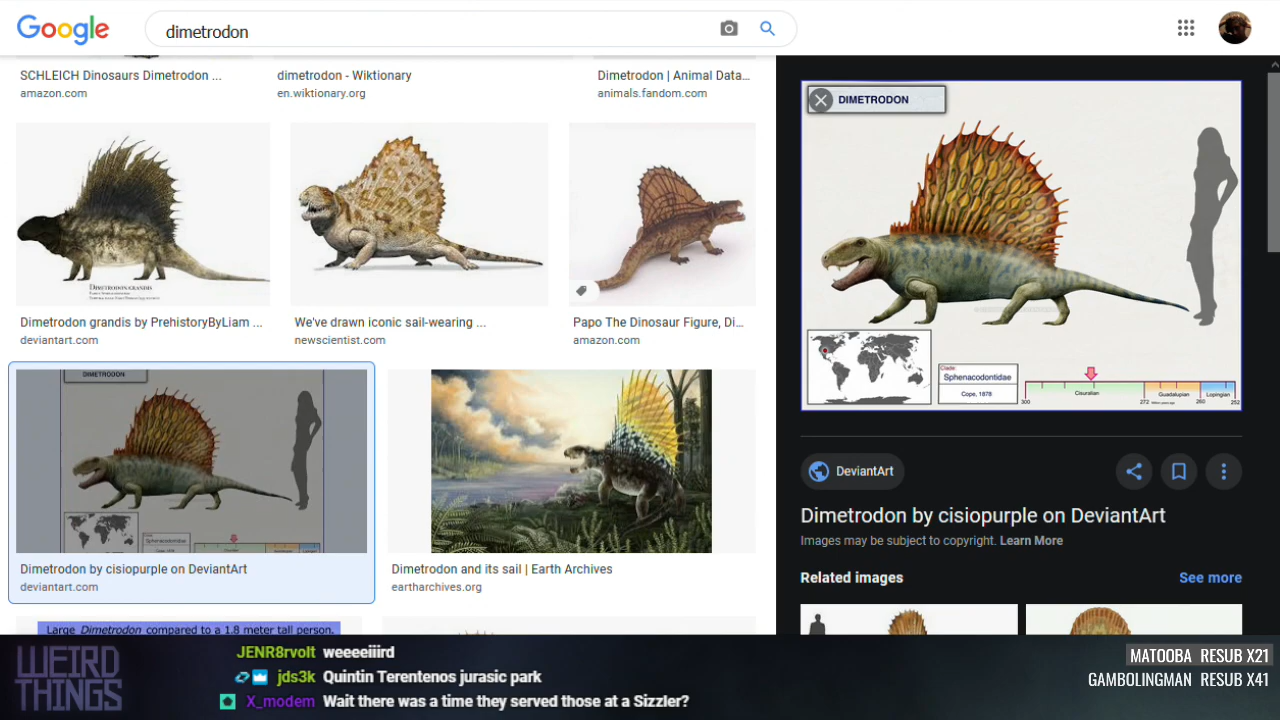 Google
dimetrodon
SCHLEICH Dinosaurs Dimetrodon ...
amazon.com
dimetrodon - Wiktionary
en.wiktionary.org
Dimetrodon | Animal Data...
animals.fandom.com
DIMETRODON GRANDIS
Dimetrodon grandis by PrehistoryByLiam ...
deviantart.com
We've drawn iconic sail-wearing ...
newscientist.com
Papo The Dinosaur Figure, Di...
amazon.com
DIMETRODON
Dimetrodon by cisiopurple on DeviantArt
deviantart.com
Dimetrodon and its sail | Earth Archives
eartharchives.org
Large Dimetrodon compared to a 1.8 meter tall person.
DIMETRODON
Clade:
Sphenacodontidae
Cope, 1878
Cisuralian
Guadalupian
Lopingian
300
272
260
252
DeviantArt
Dimetrodon by cisiopurple on DeviantArt
Images may be subject to copyright. Learn More
Related images
See more
WEIRD
THINGS
JENR8rvolt weeeeiiird
jds3k Quintin Terentenos jurasic park
X_modem Wait there was a time they served those at a Sizzler?
MATOOBA RESUB X21
GAMBOLINGMAN RESUB X41